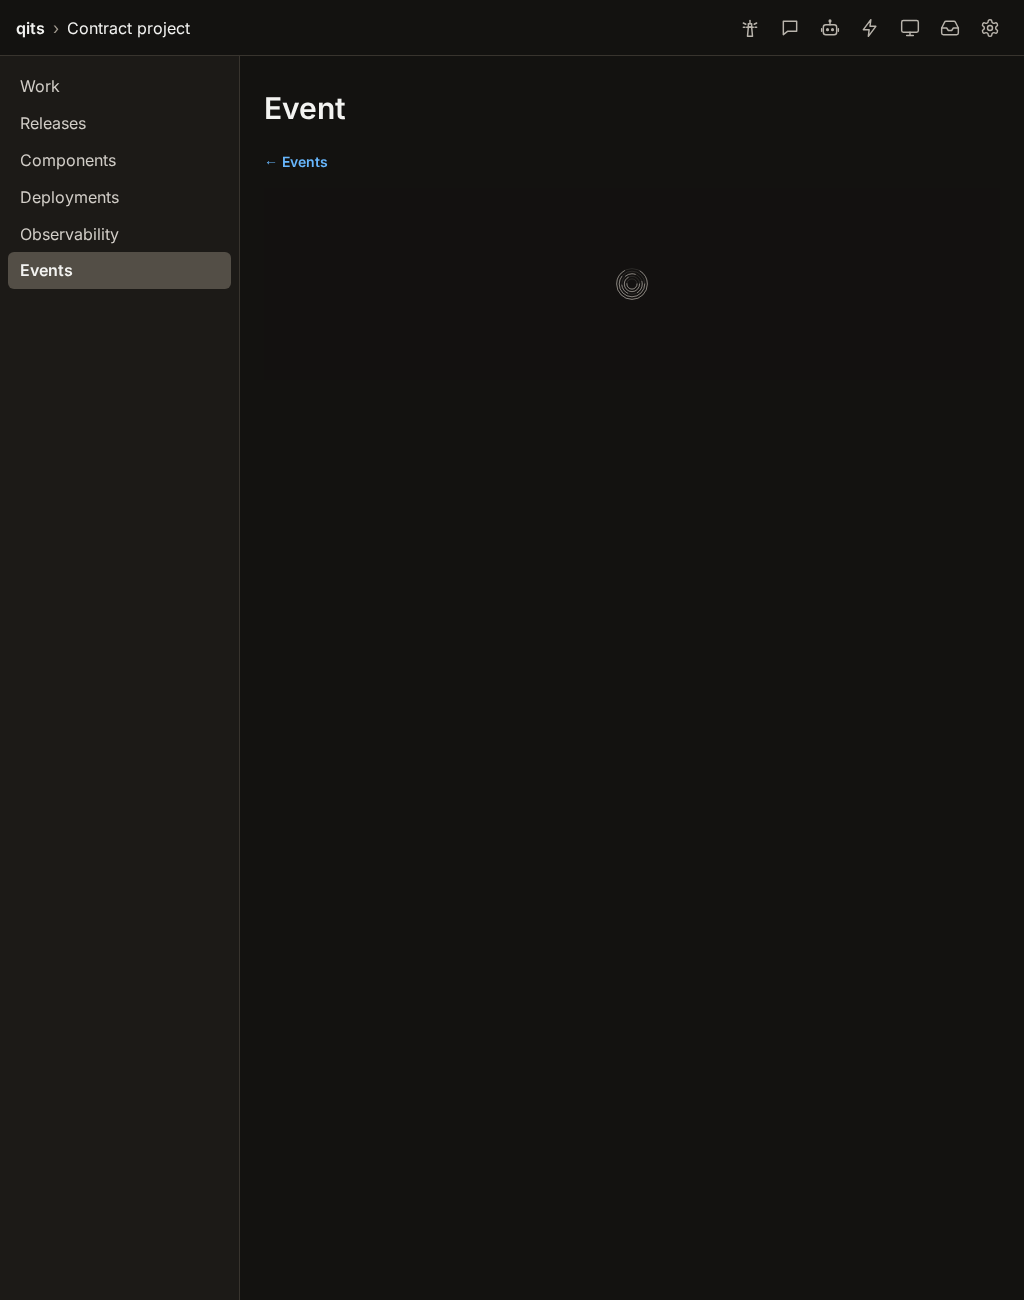 qits › Contract project
Work
Releases
Components
Deployments
Observability
Events
Event
← Events